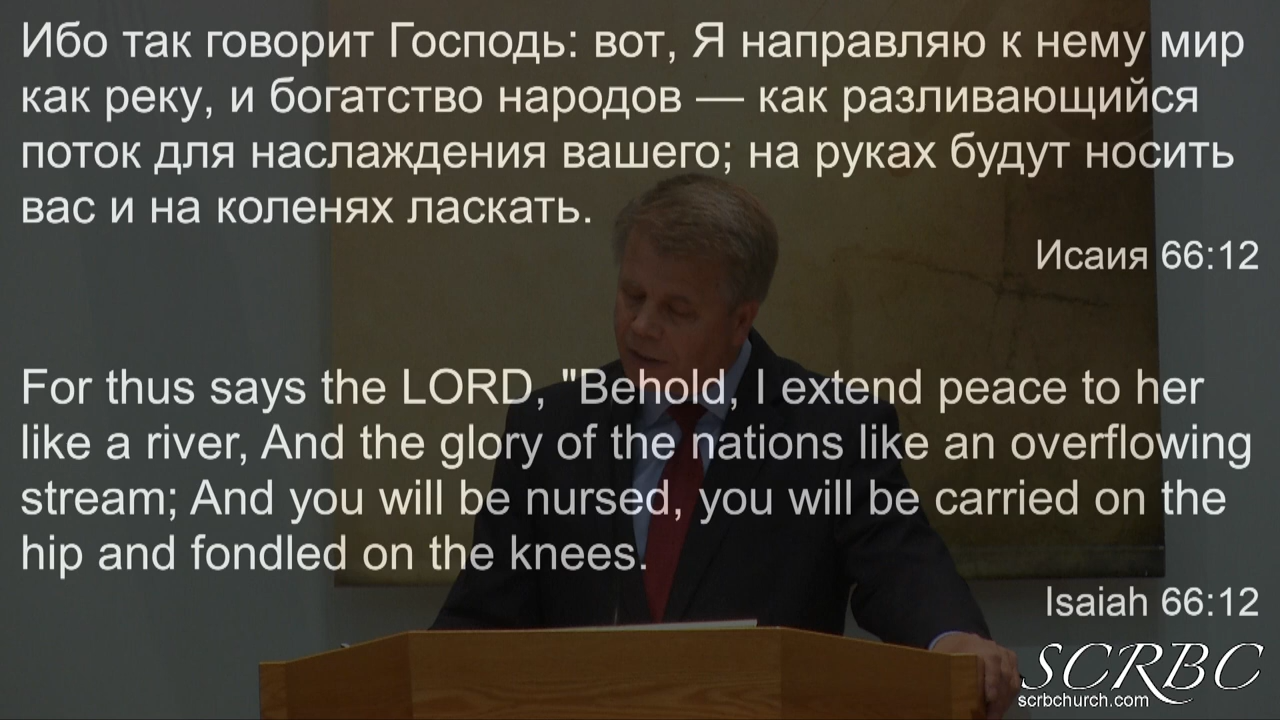 Ибо так говорит Господь: вот, Я направляю к нему мир
как реку, и богатство народов — как разливающийся
поток для наслаждения вашего; на руках будут носить
вас и на коленях ласкать.
Исаия 66:12
For thus says the LORD, "Behold, I extend peace to her
like a river, And the glory of the nations like an overflowing
stream; And you will be nursed, you will be carried on the
hip and fondled on the knees.
Isaiah 66:12
SCRBC
scrbchurch.com